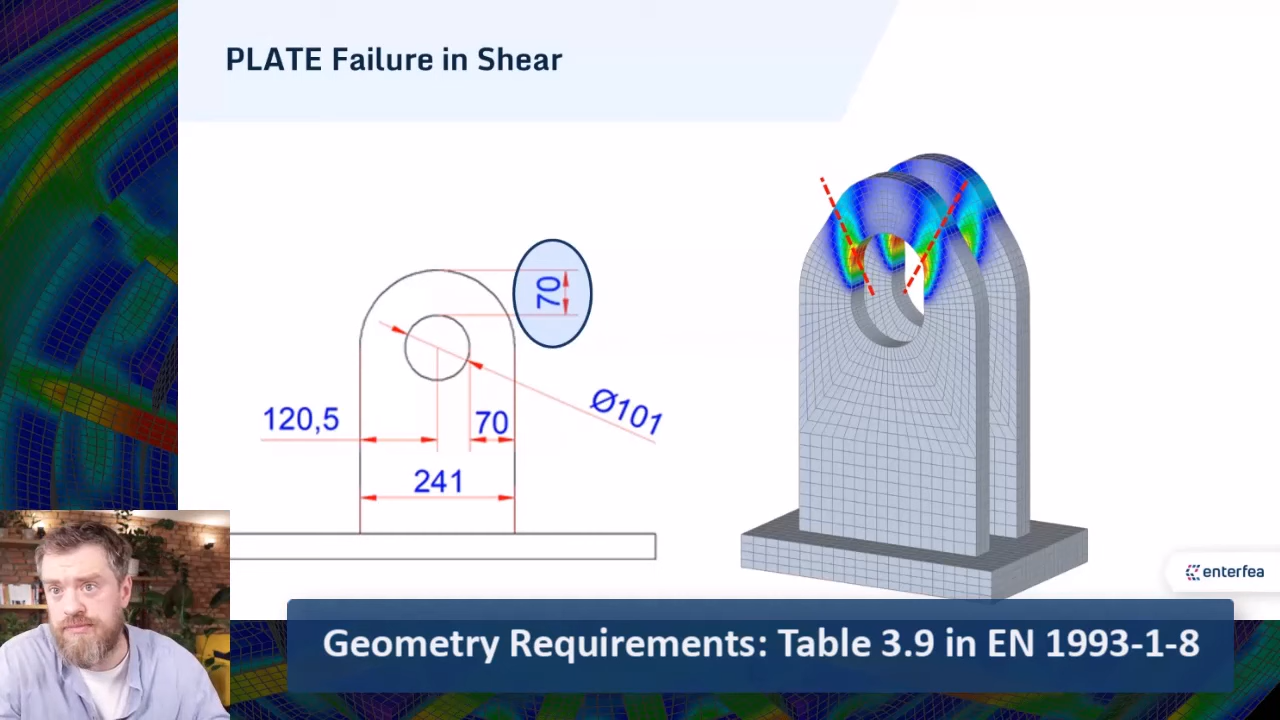 PLATE Failure in Shear
70
Ø101
120,5
70
241
enterfea
Geometry Requirements: Table 3.9 in EN 1993-1-8